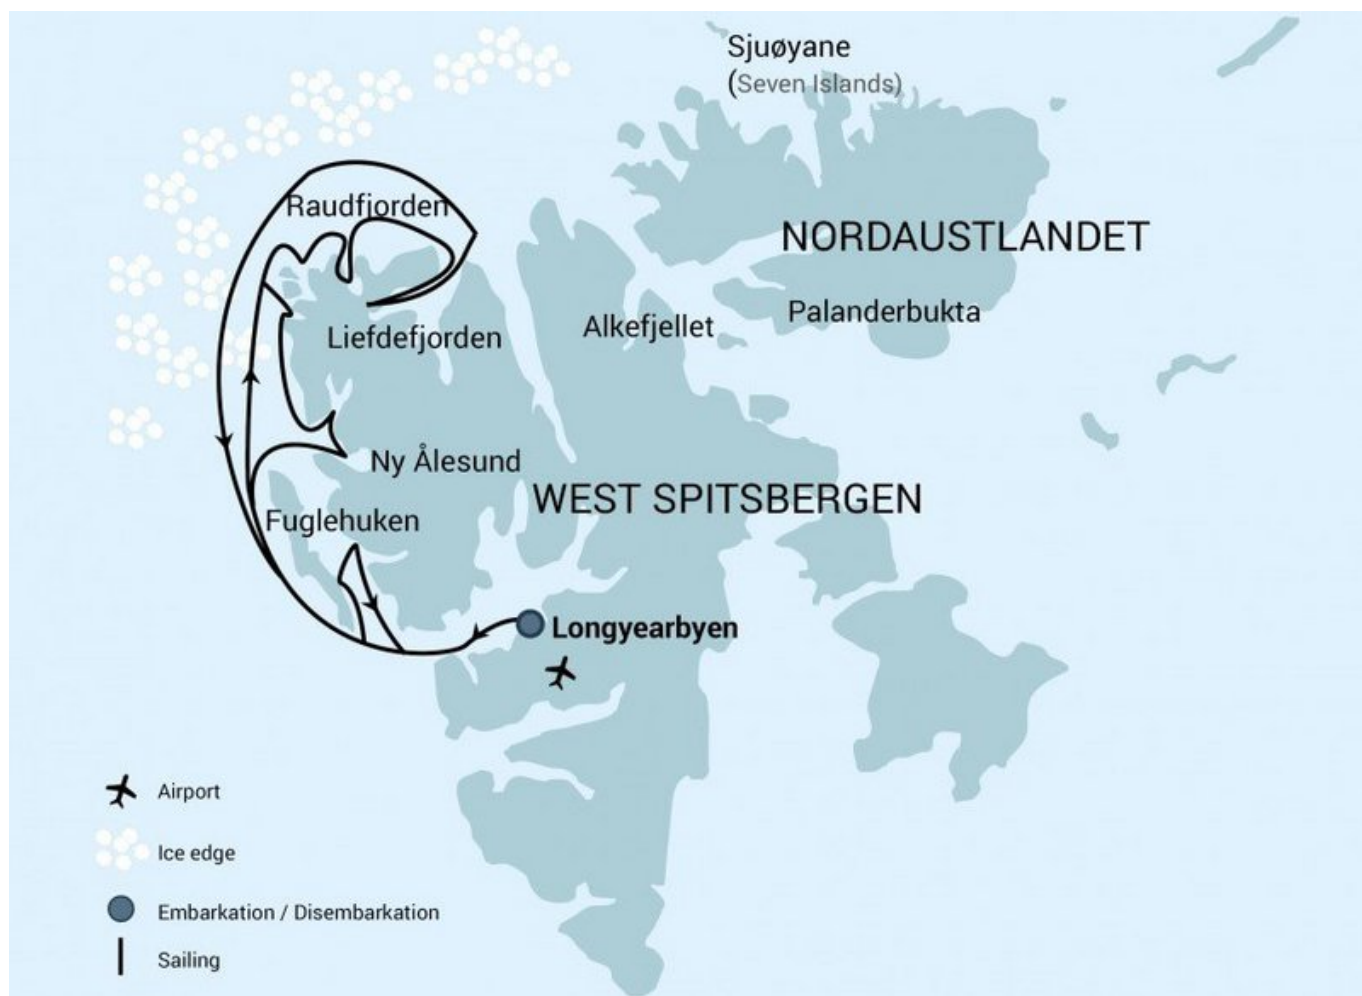 Sjuøyane
(Seven Islands)
Raudfjorden
NORDAUSTLANDET
Palanderbukta
Alkefjellet
Liefdefjorden
Ny Ålesund
WEST SPITSBERGEN
Fuglehuken
Longyearbyen
Airport
Ice edge
Embarkation / Disembarkation
Sailing